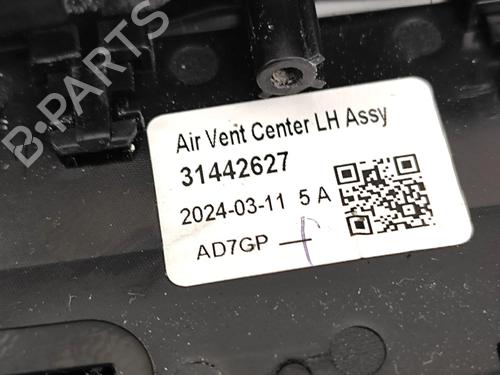 B-PARTS
Air Vent Center LH Assy
31442627
2024-03-11 5 A
AD7GP